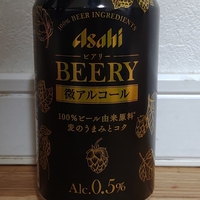 100% BEER INGREDIENTS
Asahi
ビアリー
BEERY
微アルコール
100%ビール由来原料*
麦のうまみとコク
Alc.0.5%